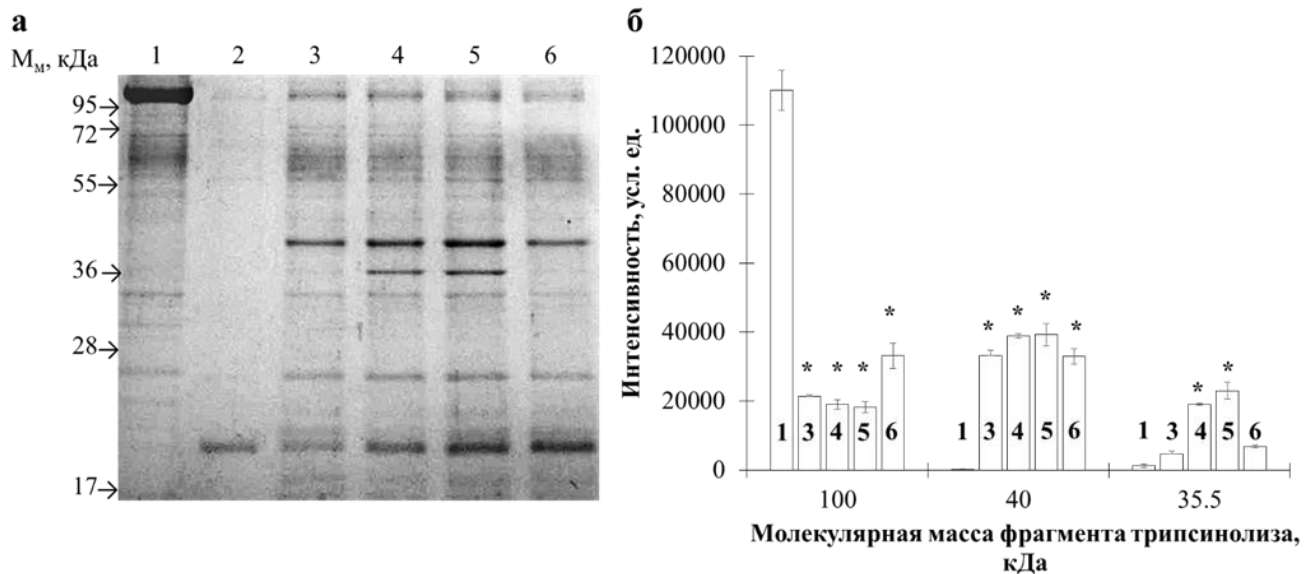 а
Mм, кДа 1 2 3 4 5 6
95→
72→
55→
36→
28→
17→
б
Интенсивность, усл. ед.
120000
100000
80000
60000
40000
20000
0
* * * *
* * * *
* *
1 3 4 5 6
1 3 4 5 6
1 3 4 5 6
100 40 35.5
Молекулярная масса фрагмента трипсинолиза,
кДа